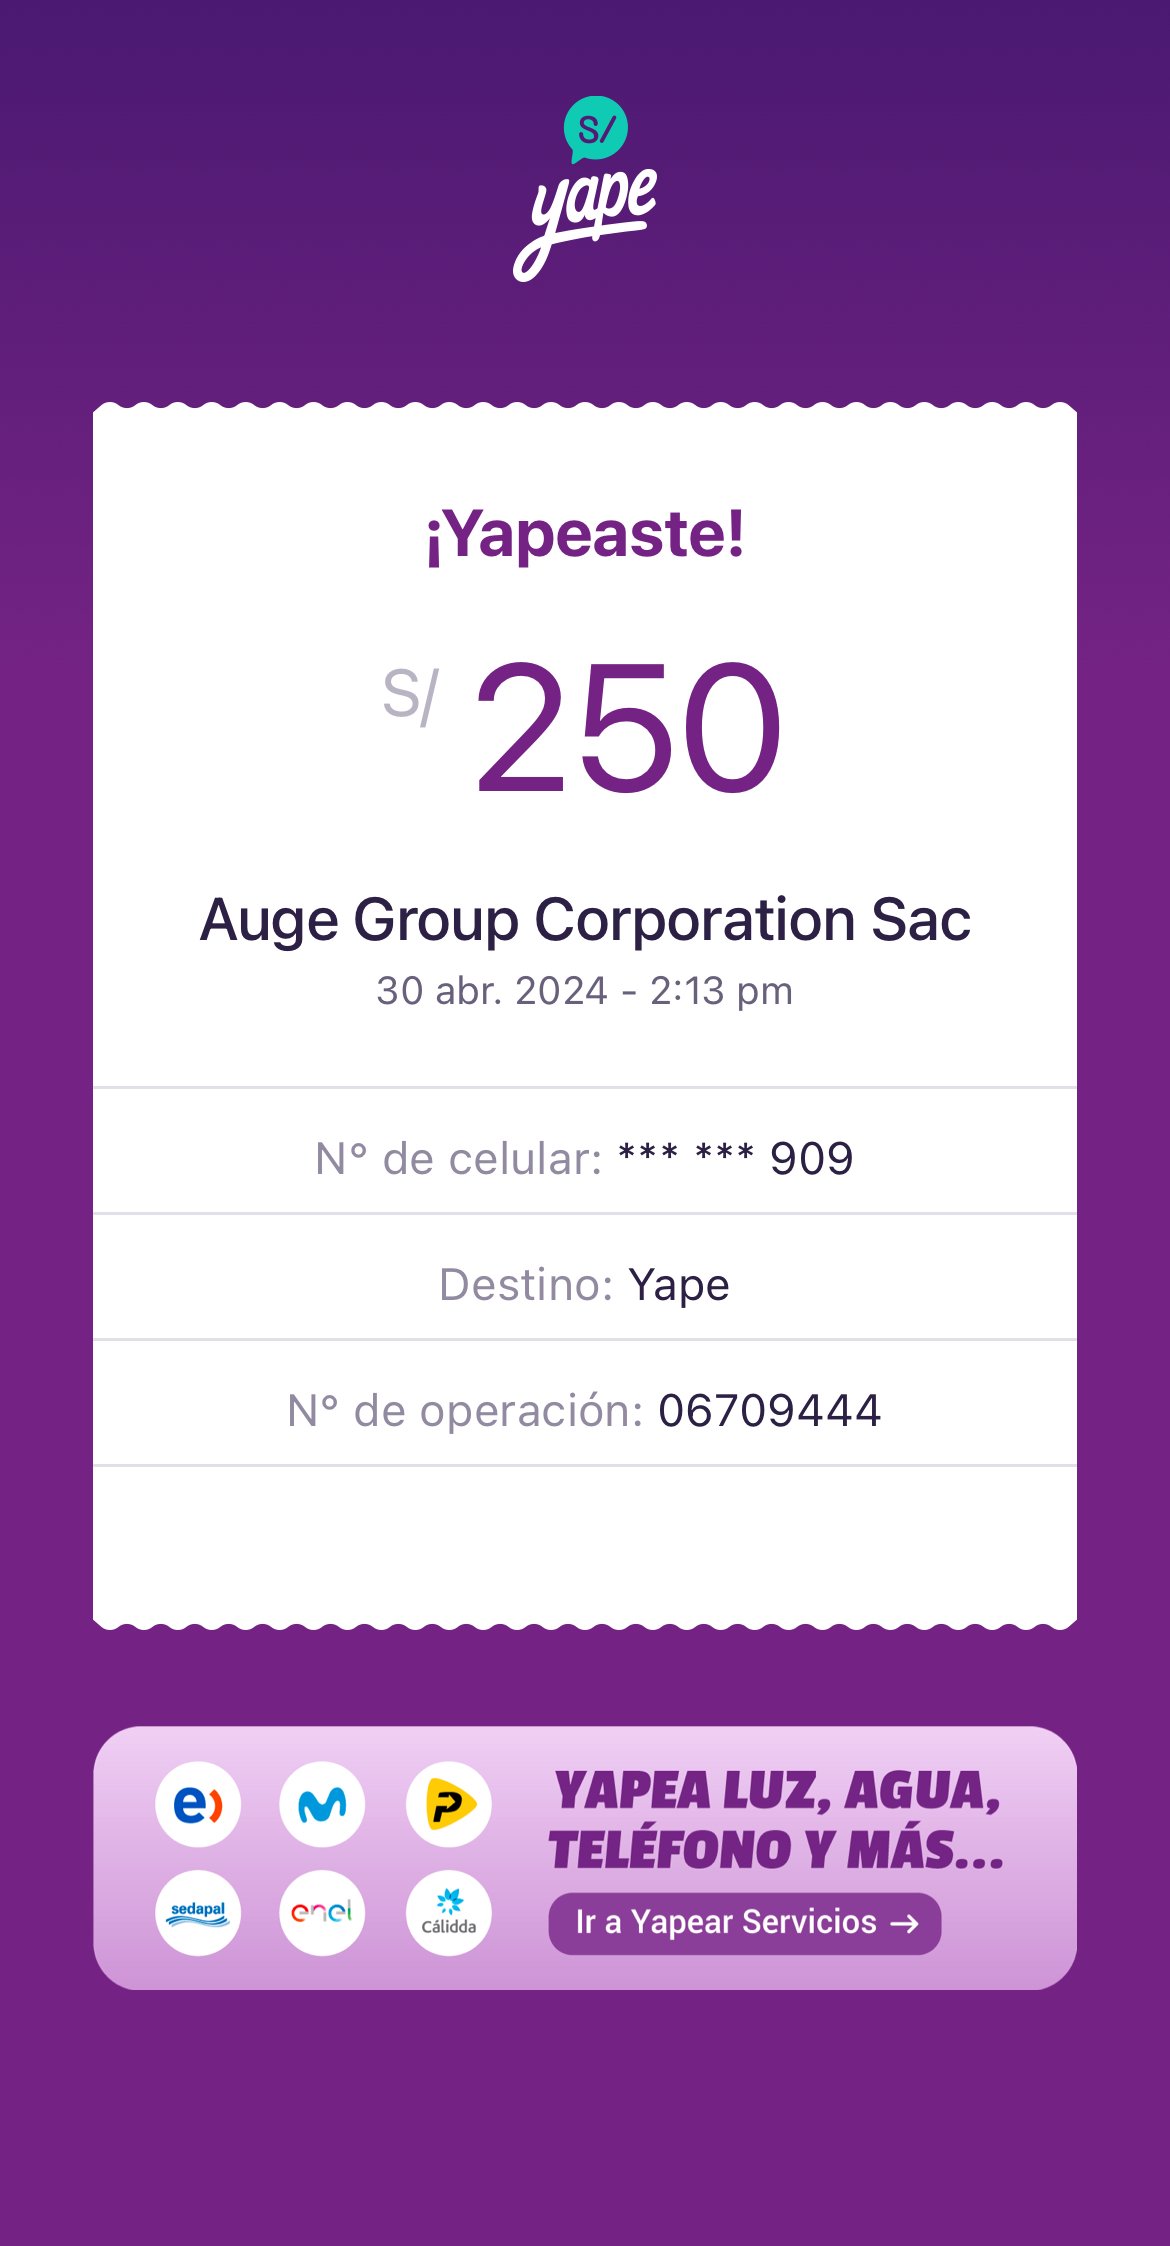 S/
yape
¡Yapeaste!
S/ 250
Auge Group Corporation Sac
30 abr. 2024 - 2:13 pm
N° de celular: *** *** 909
Destino: Yape
N° de operación: 06709444
e)
P
YAPEA LUZ, AGUA,
TELÉFONO Y MÁS...
sedapal
enel
Cálidda
Ir a Yapear Servicios →